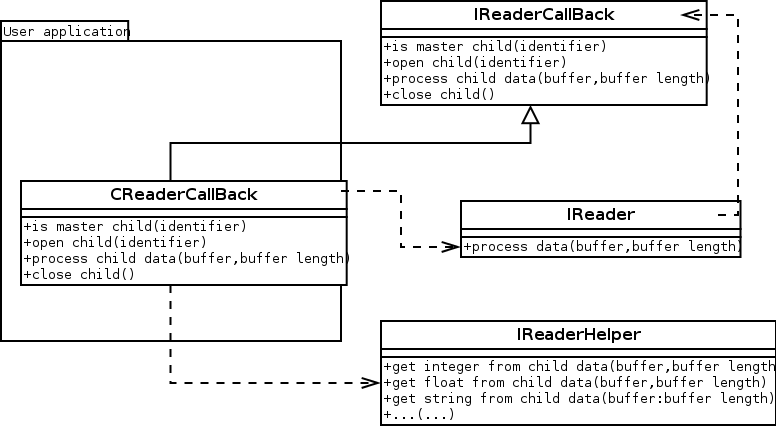 IReaderCallBack
+is master child(identifier)
+open child(identifier)
+process child data(buffer,buffer length)
+close child()
User application
CReaderCallBack
+is master child(identifier)
+open child(identifier)
+process child data(buffer,buffer length)
+close child()
IReader
+process data(buffer,buffer length)
IReaderHelper
+get integer from child data(buffer,buffer length
+get float from child data(buffer,buffer length)
+get string from child data(buffer:buffer length)
+...(...)